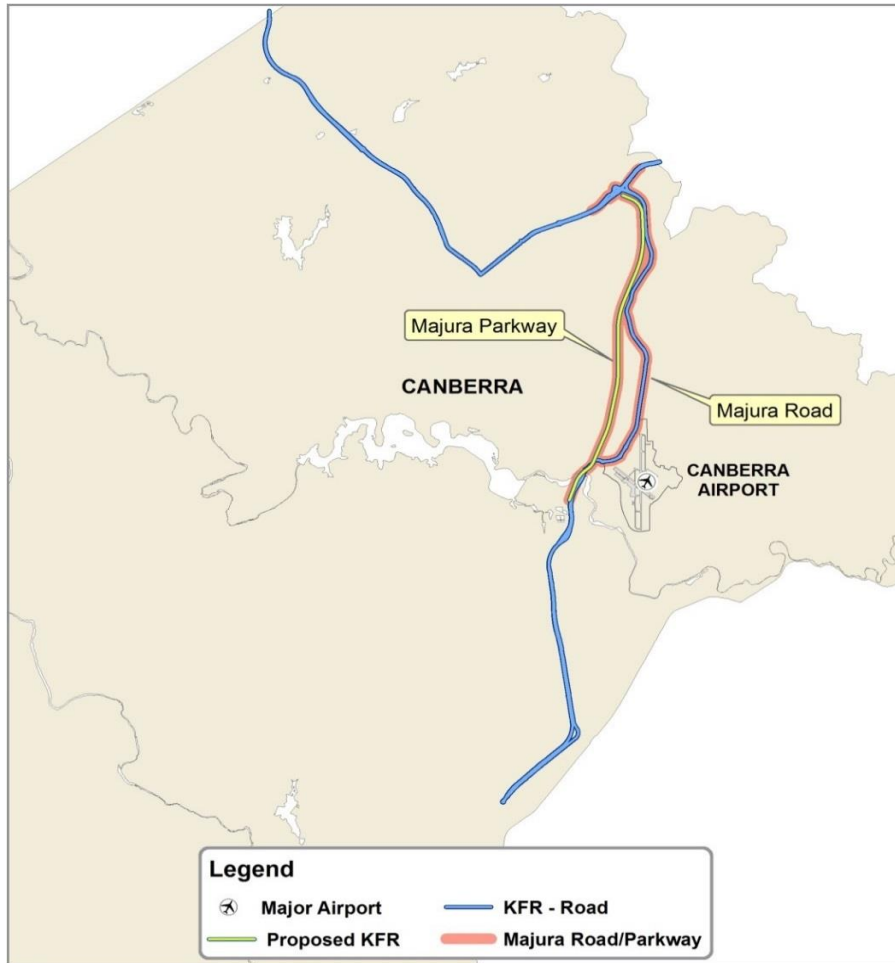 Majura Parkway
CANBERRA
Majura Road
CANBERRA
AIRPORT
Legend
Major Airport
KFR - Road
Proposed KFR
Majura Road/Parkway